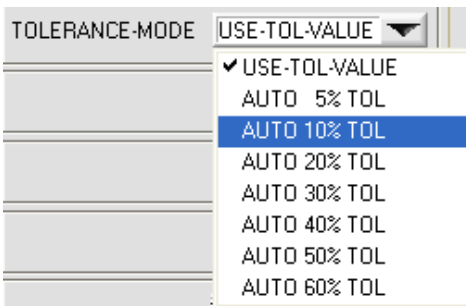 TOLERANCE-MODE USE-TOL-VALUE
USE-TOL-VALUE
AUTO 5% TOL
AUTO 10% TOL
AUTO 20% TOL
AUTO 30% TOL
AUTO 40% TOL
AUTO 50% TOL
AUTO 60% TOL